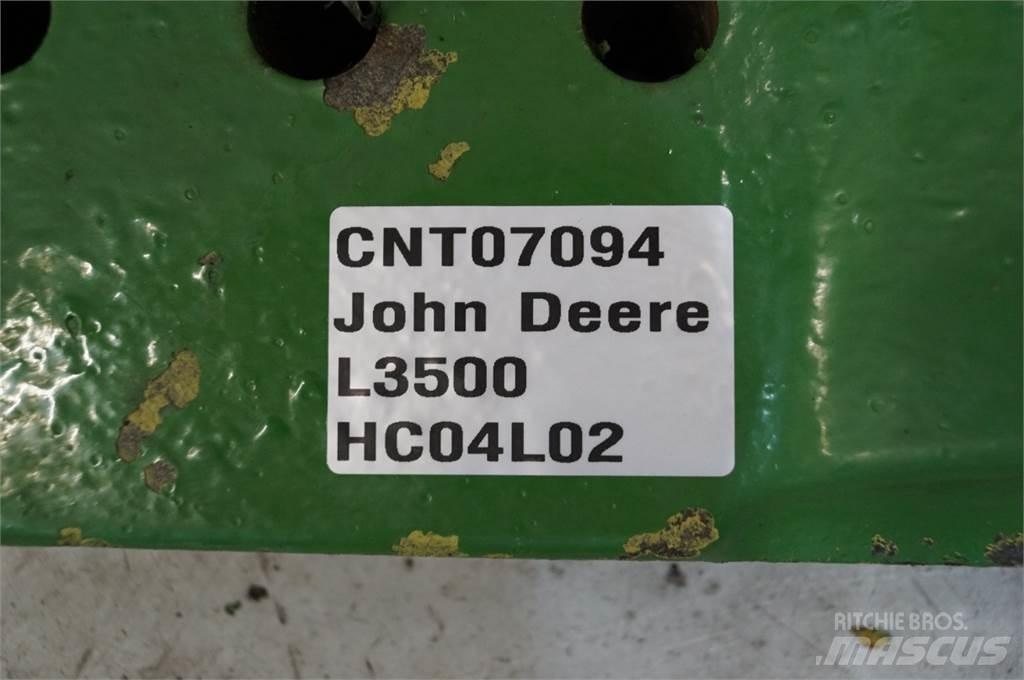 CNT07094
John Deere
L3500
HC04L02
RITCHIE BROS.
MASCUS